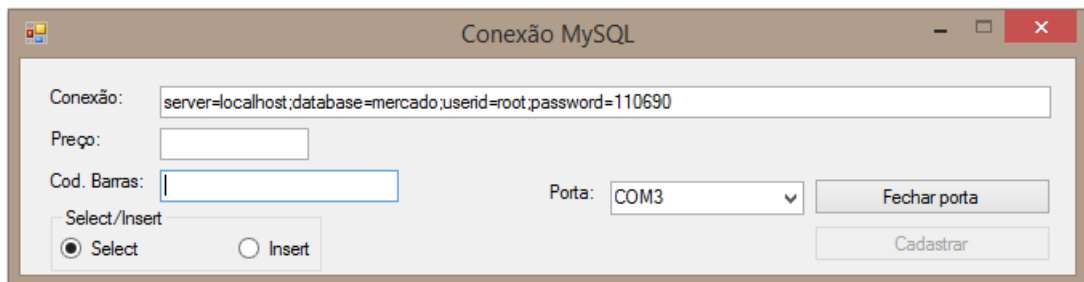 Conexão MySQL
Conexão: server=localhost;database=mercado;userid=root;password=110690
Preço:
Cod. Barras:
Porta: COM3 Fechar porta
Select/Insert
Select Insert
Cadastrar